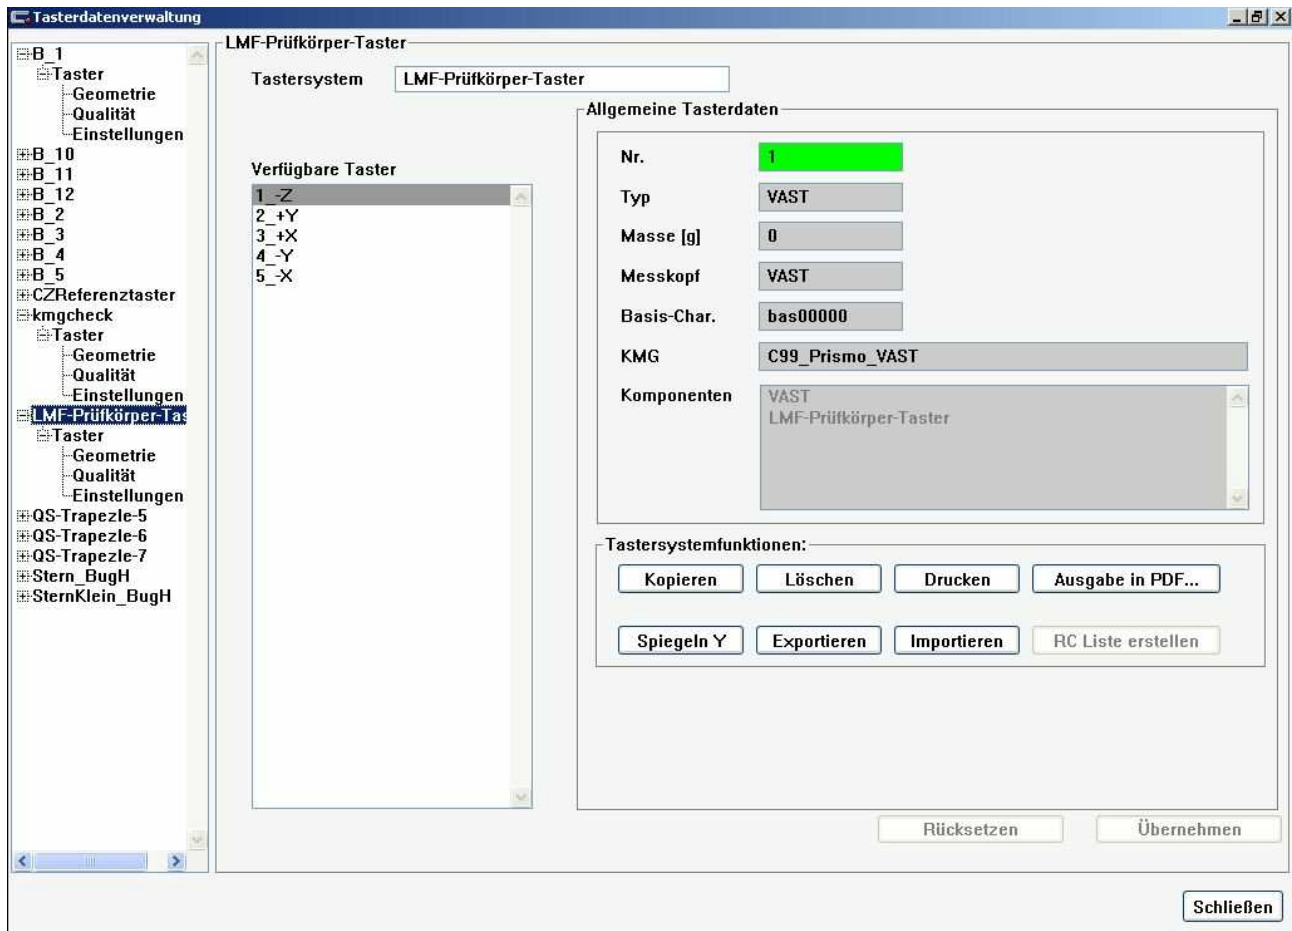 Tasterdatenverwaltung
B_1
Taster
Geometrie
Qualität
Einstellungen
B_10
B_11
B_12
B_2
B_3
B_4
B_5
CZReferenztaster
kmgcheck
Taster
Geometrie
Qualität
Einstellungen
LMF-Prüfkörper-Tas
Taster
Geometrie
Qualität
Einstellungen
QS-Trapezle-5
QS-Trapezle-6
QS-Trapezle-7
Stern_BugH
SternKlein_BugH
LMF-Prüfkörper-Taster
Tastersystem LMF-Prüfkörper-Taster
Verfügbare Taster
1_-Z
2_+Y
3_+X
4_-Y
5_-X
Allgemeine Tasterdaten
Nr. 1
Typ VAST
Masse [g] 0
Messkopf VAST
Basis-Char. bas00000
KMG C99_Prismo_VAST
Komponenten VAST
LMF-Prüfkörper-Taster
Tastersystemfunktionen:
Kopieren Löschen Drucken Ausgabe in PDF...
Spiegeln Y Exportieren Importieren RC Liste erstellen
Rücksetzen Übernehmen
Schließen